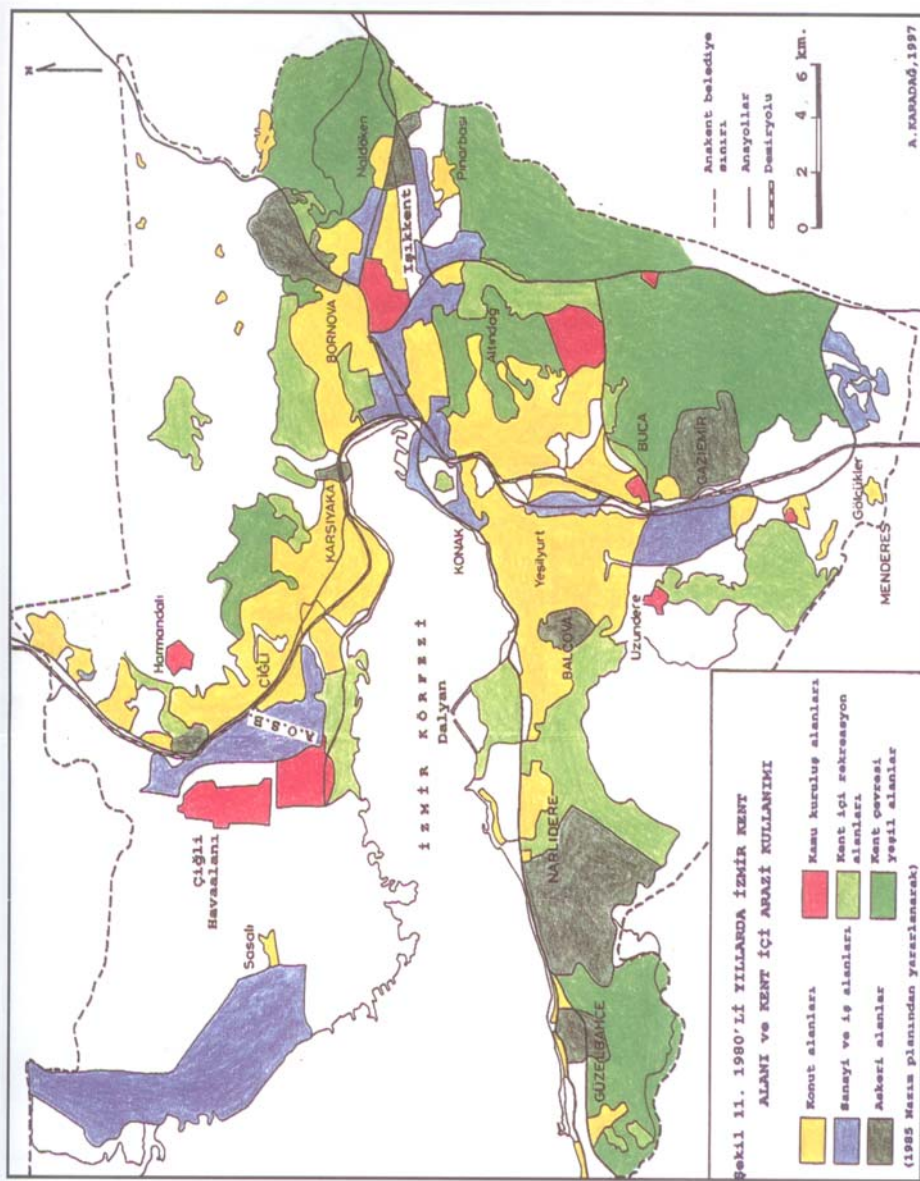 N
Harmandalı
ÇİĞLİ
A.O.S.B.
Çiğli
Havaalanı
Sasalı
KARŞIYAKA
BORNOVA
Naldöken
Işıkkent
Pınarbaşı
Altındağ
İZMİR KÖRFEZİ
Dalyan
KONAK
Yeşilyurt
BALÇOVA
NARLIDERE
GÜZELBAHÇE
Uzundere
BUCA
GAZİEMİR
Gölcükler
MENDERES
Anakent belediye
sınırı
Anayollar
Demiryolu
0 2 4 6 km.
A.KARADAĞ,1997
Şekil 11. 1980'Lİ YILLARDA İZMİR KENT
ALANI ve KENT İÇİ ARAZİ KULLANIMI
Konut alanları
Sanayi ve iş alanları
Askeri alanlar
Kamu kuruluş alanları
Kent içi rekreasyon
alanları
Kent çevresi
yeşil alanlar
(1985 Nazım planından yararlanarak)